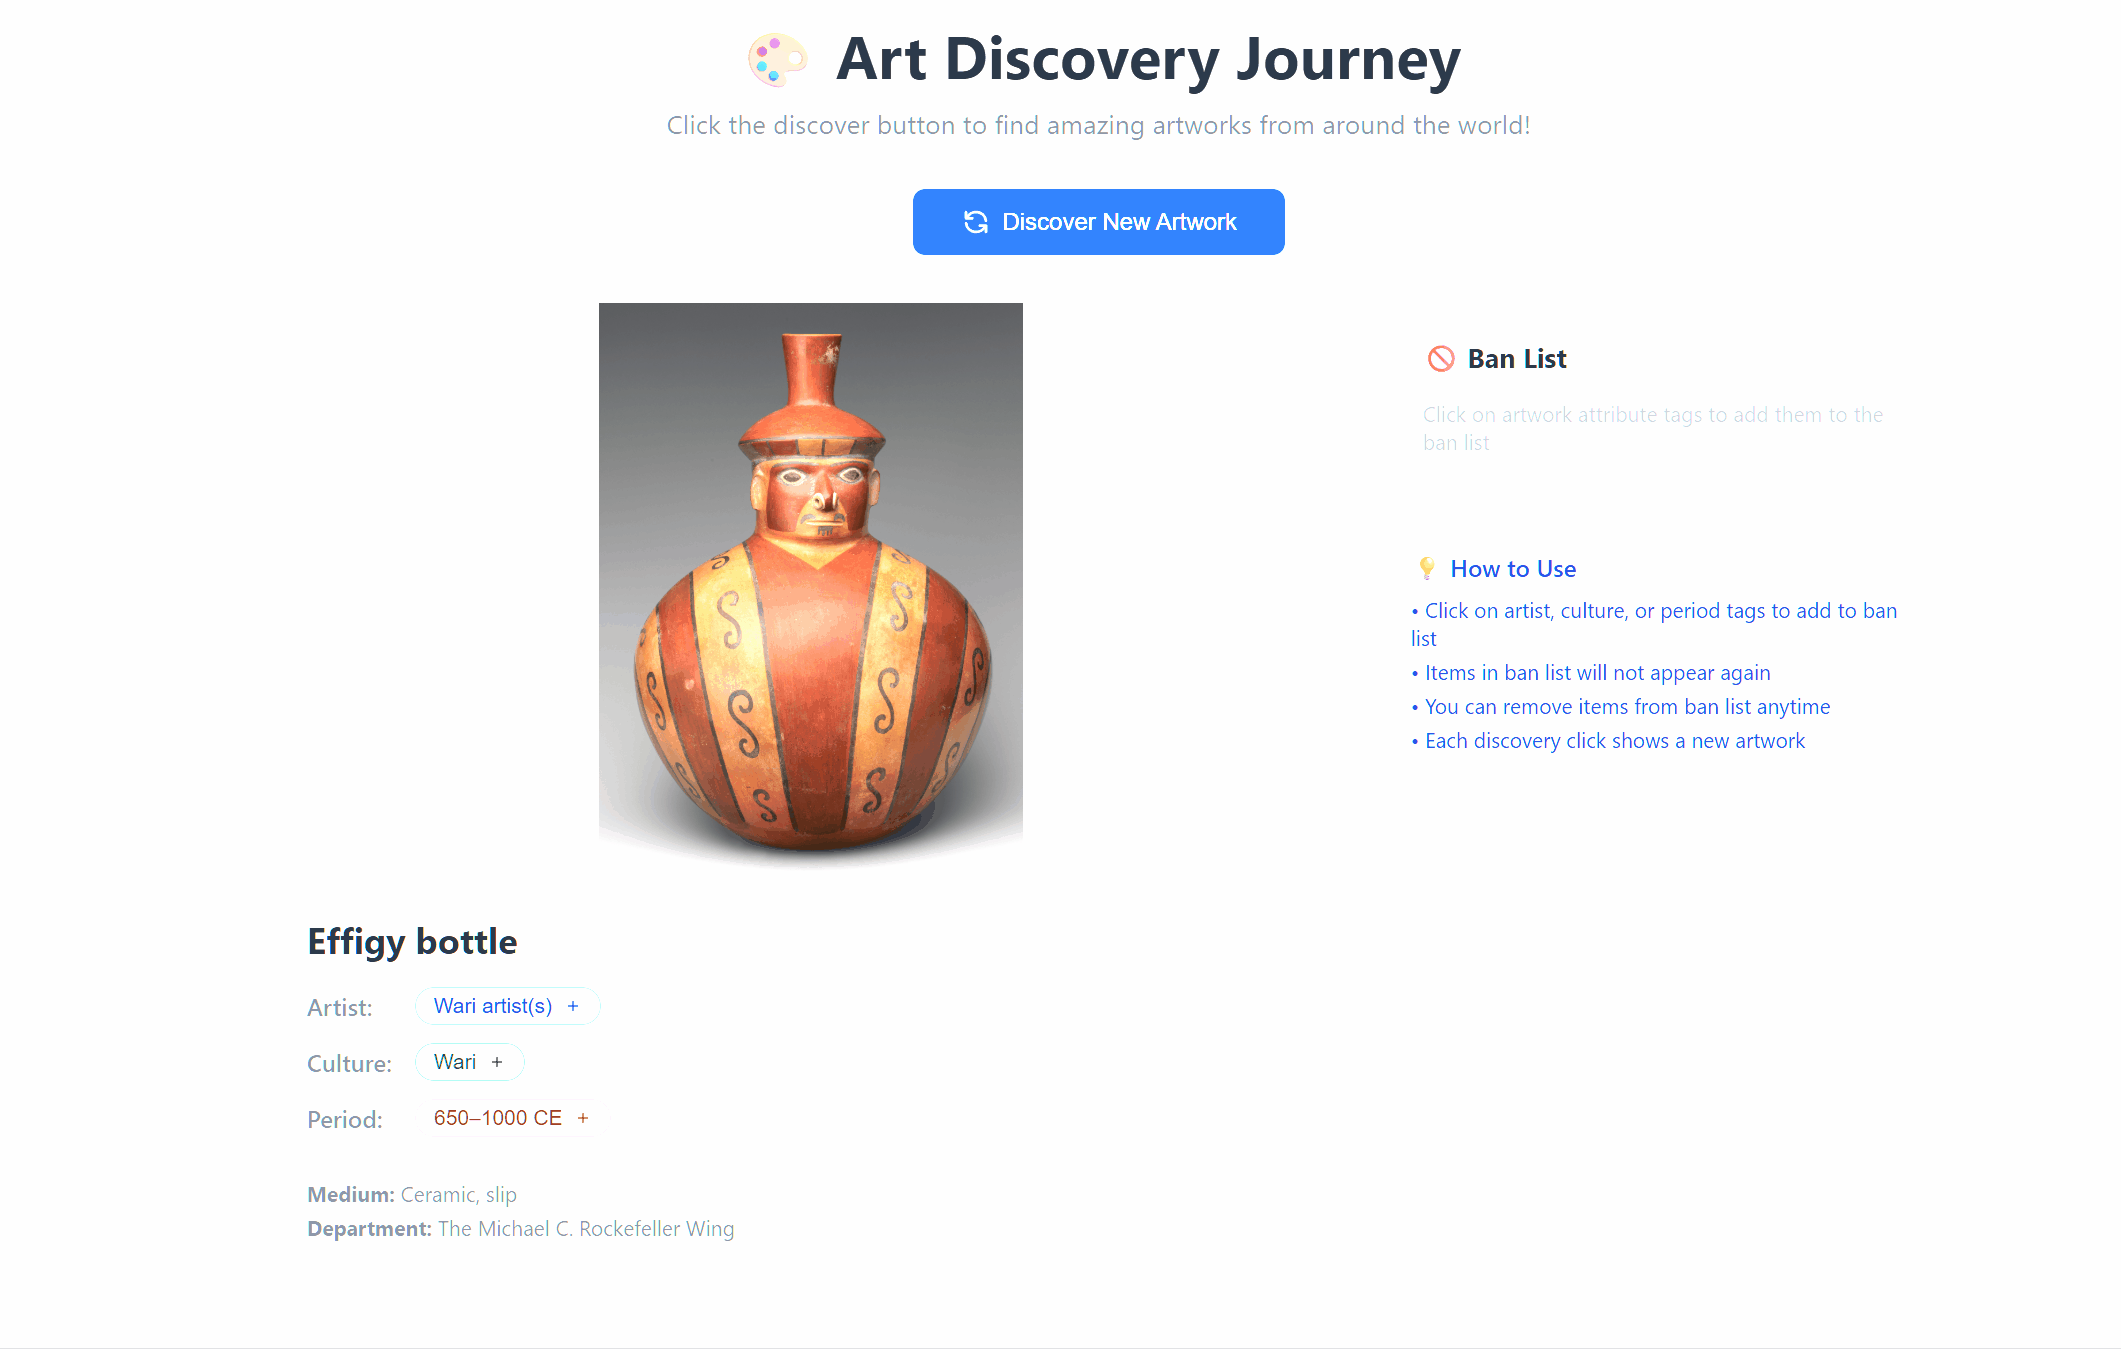 Art Discovery Journey
Click the discover button to find amazing artworks from around the world!
Discover New Artwork
Ban List
Click on artwork attribute tags to add them to the
ban list
How to Use
• Click on artist, culture, or period tags to add to ban
list
• Items in ban list will not appear again
• You can remove items from ban list anytime
• Each discovery click shows a new artwork
Effigy bottle
Artist: Wari artist(s) +
Culture: Wari +
Period: 650–1000 CE +
Medium: Ceramic, slip
Department: The Michael C. Rockefeller Wing